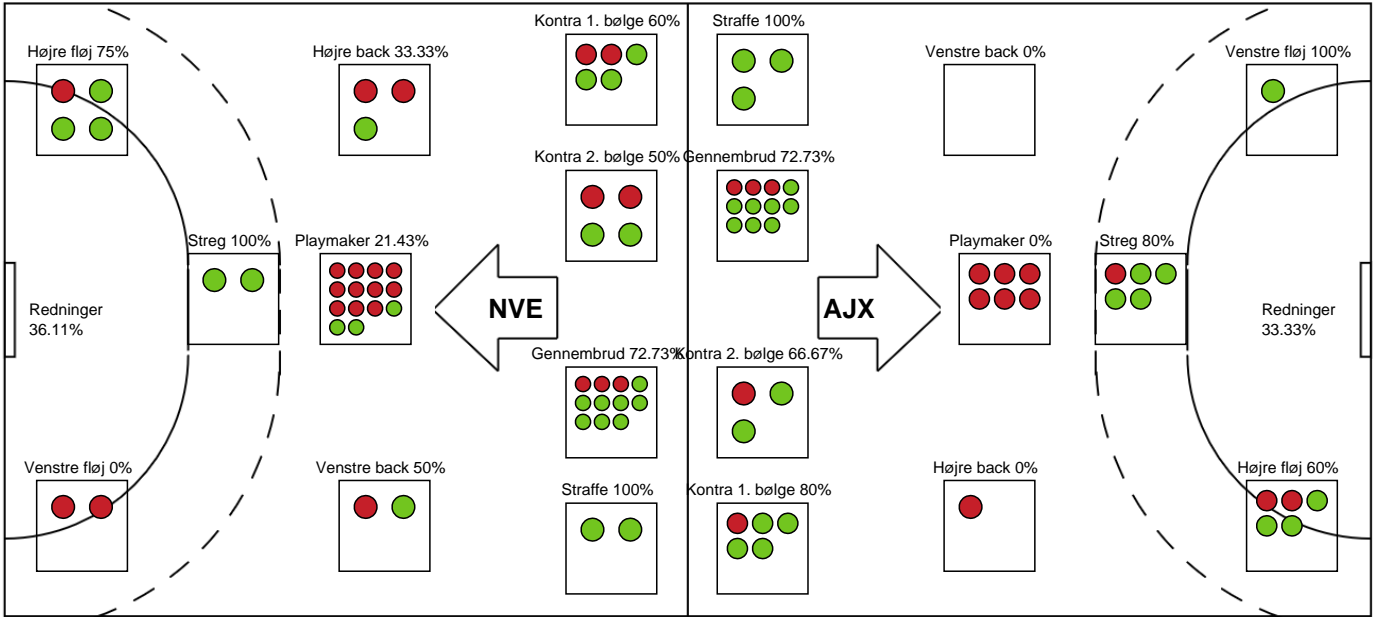 Kontra 1. bølge 60%
Straffe 100%
Højre fløj 75%
Højre back 33.33%
Venstre back 0%
Venstre fløj 100%
Kontra 2. bølge 50%
Gennembrud 72.73%
Streg 100%
Playmaker 21.43%
Playmaker 0%
Streg 80%
Redninger
36.11%
NVE
AJX
Redninger
33.33%
Gennembrud 72.73%
Kontra 2. bølge 66.67%
Venstre fløj 0%
Venstre back 50%
Straffe 100%
Kontra 1. bølge 80%
Højre back 0%
Højre fløj 60%